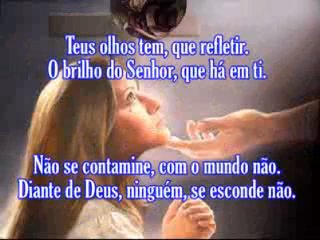 Teus olhos tem, que refletir.
O brilho do Senhor, que há em ti.
Não se contamine, com o mundo não.
Diante de Deus, ninguém, se esconde não.